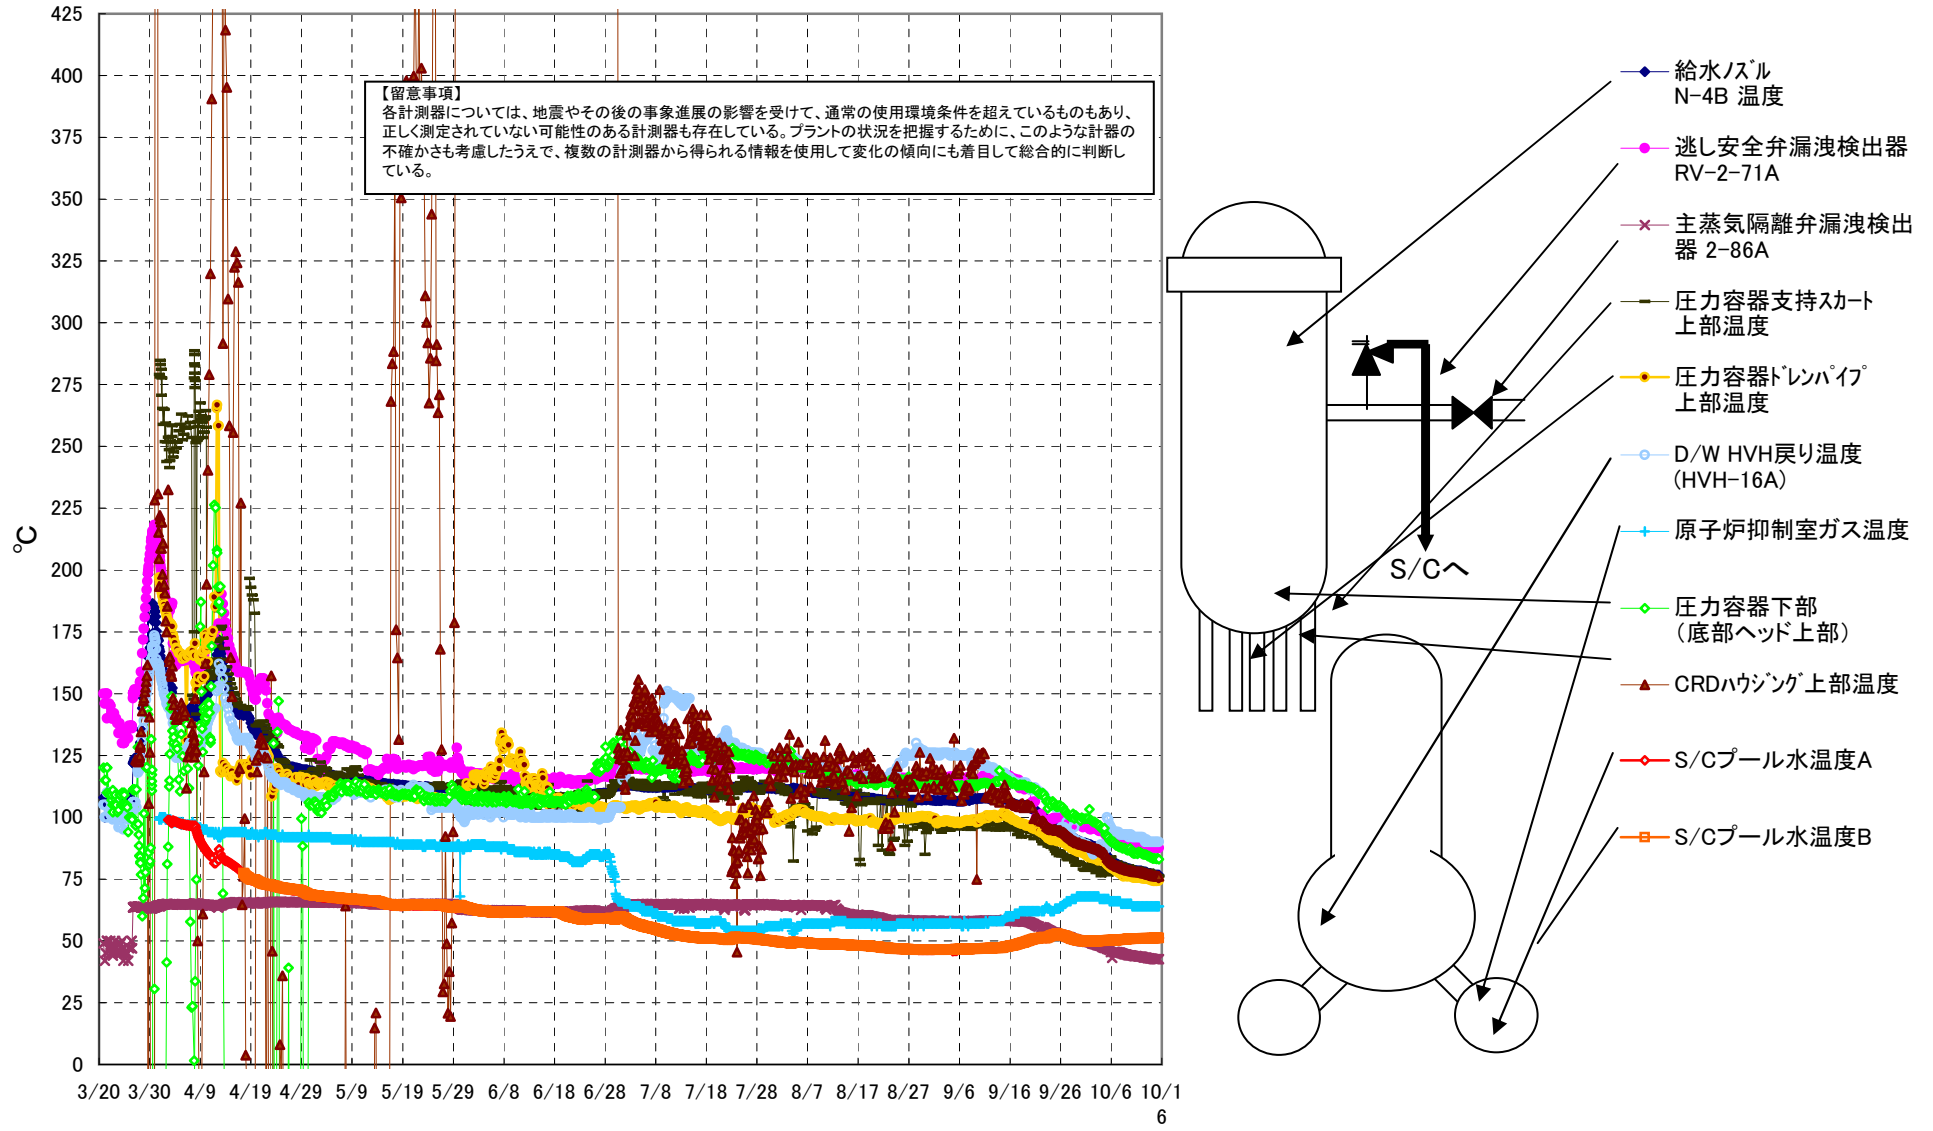 425
400
375
350
325
300
275
250
225
200
175
150
125
100
75
50
25
0
℃
3/20 3/30 4/9 4/19 4/29 5/9 5/19 5/29 6/8 6/18 6/28 7/8 7/18 7/28 8/7 8/17 8/27 9/6 9/16 9/26 10/6 10/1
6
【留意事項】
各計測器については、地震やその後の事象進展の影響を受けて、通常の使用環境条件を超えているものもあり、
正しく測定されていない可能性のある計測器も存在している。プラントの状況を把握するために、このような計器の
不確かさも考慮したうえで、複数の計測器から得られる情報を使用して変化の傾向にも着目して総合的に判断し
ている。
S/Cへ
給水ノズル
N-4B 温度
逃し安全弁漏洩検出器
RV-2-71A
主蒸気隔離弁漏洩検出
器 2-86A
圧力容器支持スカート
上部温度
圧力容器ドレンパイプ
上部温度
D/W HVH戻り温度
(HVH-16A)
原子炉抑制室ガス温度
圧力容器下部
（底部ヘッド上部）
CRDハウジング上部温度
S/Cプール水温度A
S/Cプール水温度B